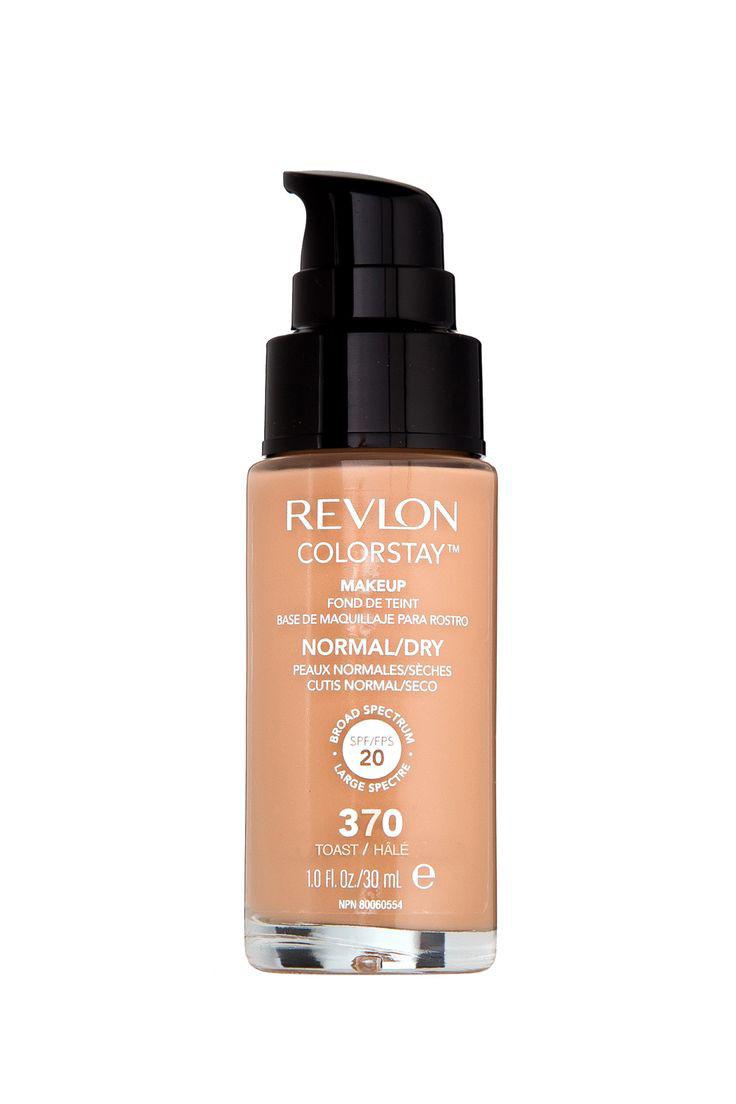 REVLON
COLORSTAY™
MAKEUP
FOND DE TEINT
BASE DE MAQUILLAJE PARA ROSTRO
NORMAL/DRY
PEAUX NORMALES/SÈCHES
CUTIS NORMAL/SECO
• BROAD SPECTRUM •
SPF/FPS
20
LARGE SPECTRE
370
TOAST / HÂLÉ
1.0 Fl. Oz./30 mL ℮
NPN 80060554